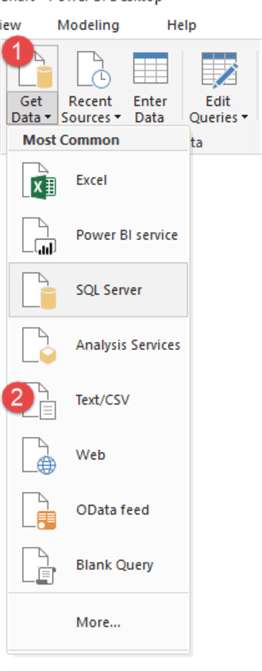 iew Modeling Help
1
Get Recent Enter Edit
Data Sources Data Queries
Most Common
ta
Excel
Power BI service
SQL Server
Analysis Services
2
Text/CSV
Web
OData feed
Blank Query
More...